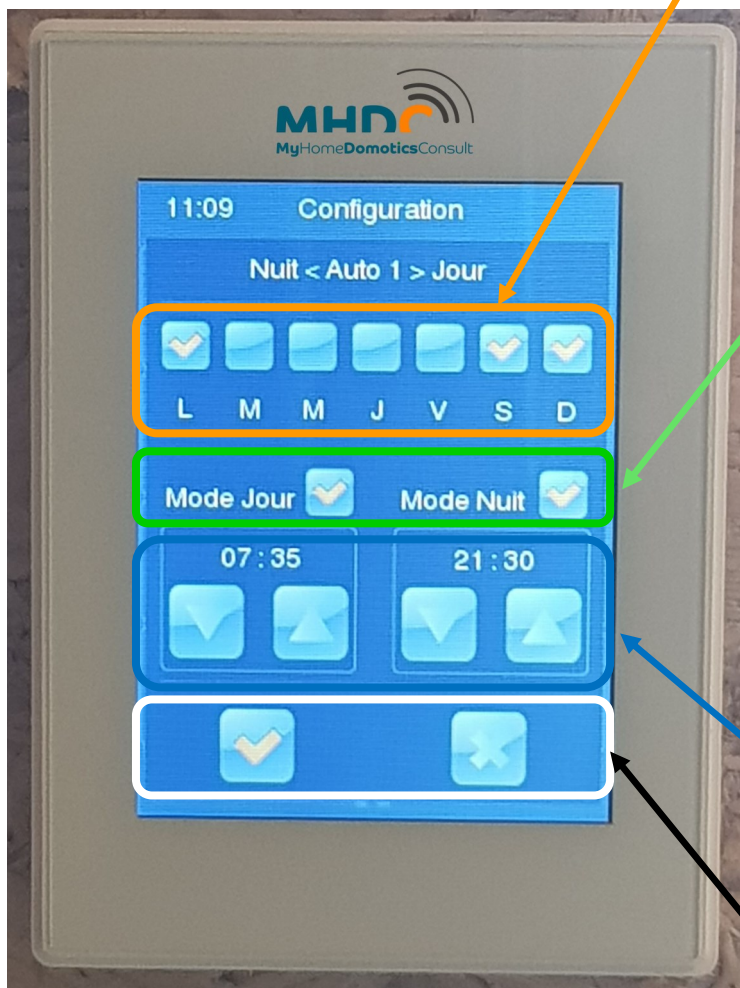 MHDC
MyHomeDomoticsConsult
11:09 Configuration
Nuit < Auto 1 > Jour
L M M J V S D
Mode Jour Mode Nuit
07:35 21:30